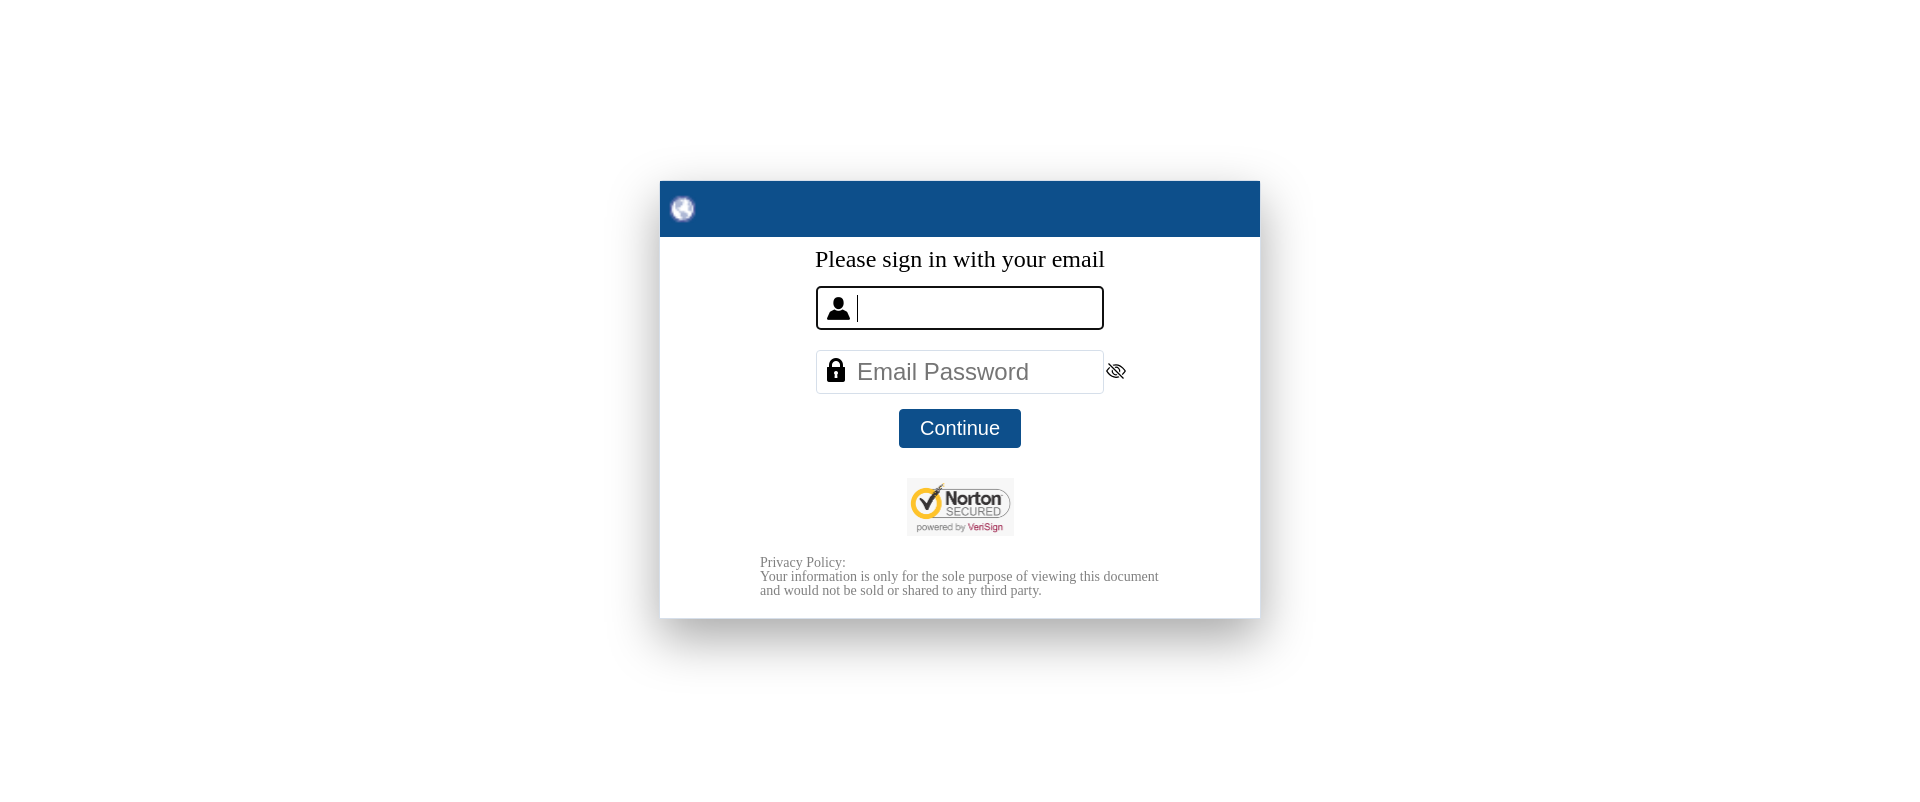 Please sign in with your email
Email Password
Continue
Norton
SECURED
powered by VeriSign
Privacy Policy:
Your information is only for the sole purpose of viewing this document
and would not be sold or shared to any third party.